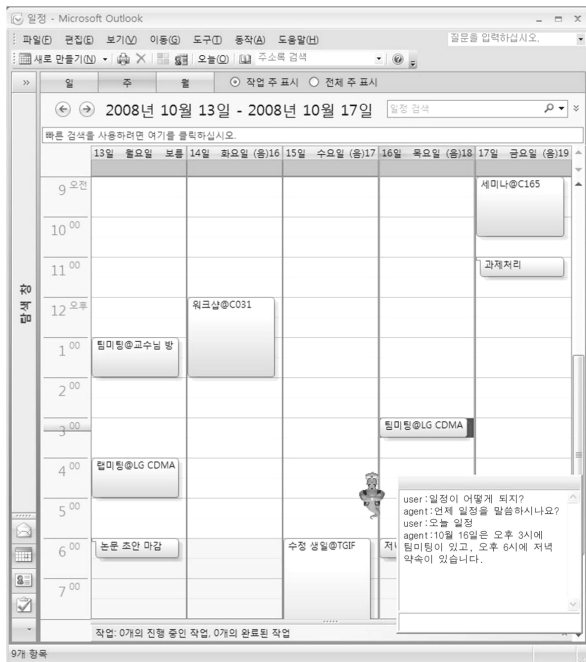 일정 - Microsoft Outlook
파일(F) 편집(E) 보기(V) 이동(G) 도구(T) 동작(A) 도움말(H) 질문을 입력하십시오.
새로 만들기(N) 오늘(O) 주소록 검색
일 주 월 작업 주 표시 전체 주 표시
2008년 10월 13일 - 2008년 10월 17일 일정 검색
빠른 검색을 사용하려면 여기를 클릭하십시오.
13일 월요일 보름 14일 화요일 (음)16 15일 수요일 (음)17 16일 목요일 (음)18 17일 금요일 (음)19
탐색 창
9 오전 세미나@C165
10 00
11 00 과제처리
12 오후 워크샵@C031
1 00 팀미팅@교수님 방
2 00
3 00 팀미팅@LG CDMA
4 00 랩미팅@LG CDMA
5 00
6 00 논문 초안 마감 수정 생일@TGIF
7 00
user:일정이 어떻게 되지?
agent:언제 일정을 말씀하시나요?
user:오늘 일정
agent:10월 16일은 오후 3시에
팀미팅이 있고, 오후 6시에 저녁
약속이 있습니다.
작업: 0개의 진행 중인 작업, 0개의 완료된 작업
9개 항목